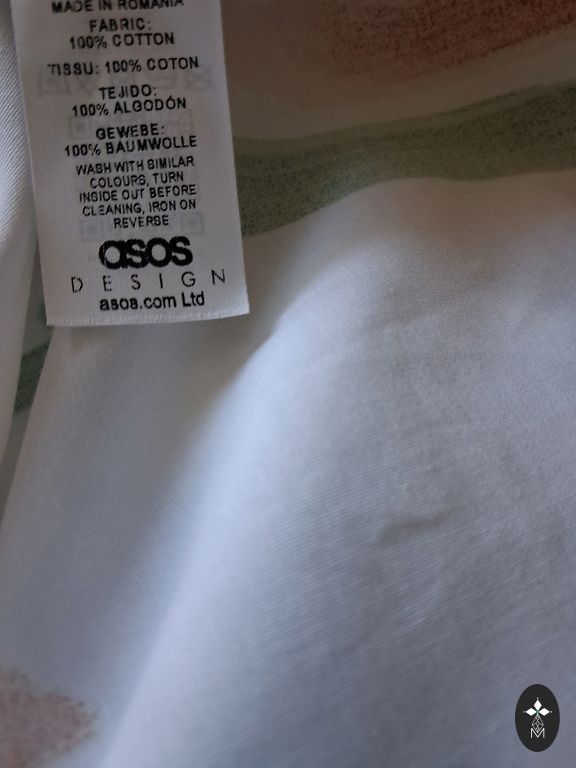 MADE IN ROMANIA
FABRIC:
100% COTTON
TISSU: 100% COTON
TEJIDO:
100% ALGODÓN
GEWEBE:
100% BAUMWOLLE
WASH WITH SIMILAR
COLOURS, TURN
INSIDE OUT BEFORE
CLEANING, IRON ON
REVERSE
asos
DESIGN
asos.com Ltd
M